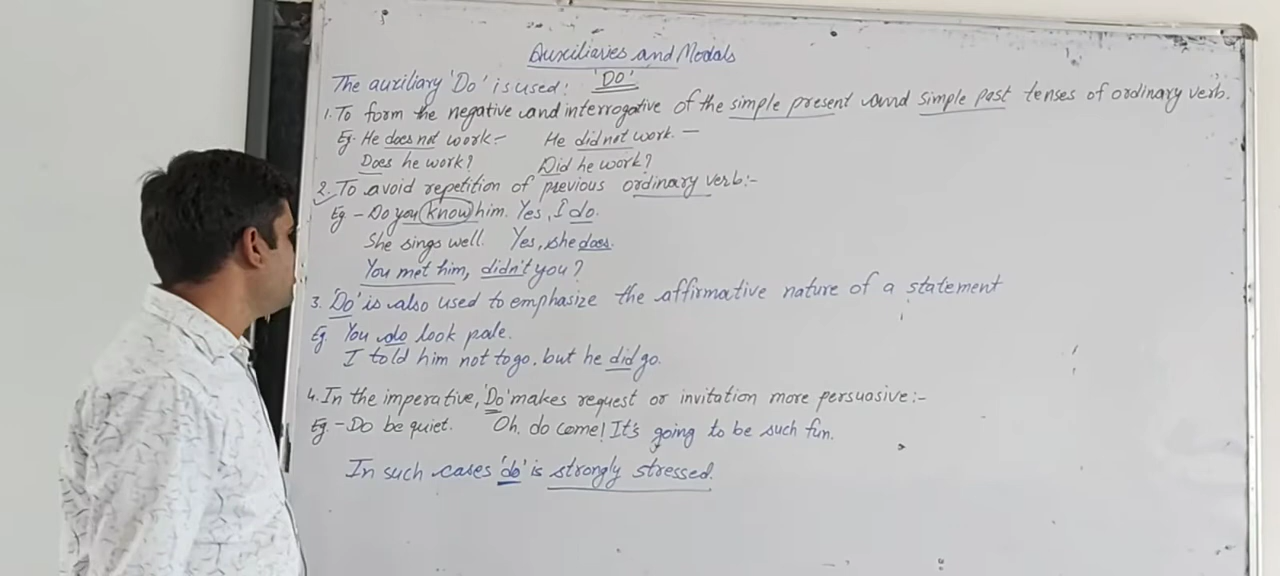 Auxiliaries and Modals
The auxiliary 'Do' is used: 'DO'
1. To form the negative and interrogative of the simple present and simple past tenses of ordinary verb.
Eg. He does not work - He did not work. -
Does he work? Did he work?
2. To avoid repetition of previous ordinary verb:-
Eg - Do you know him. Yes, I do.
She sings well. Yes, she does.
You met him, didn't you?
3. 'Do' is also used to emphasize the affirmative nature of a statement
Eg. You do look pale.
I told him not to go. but he did go.
4. In the imperative, 'Do' makes request or invitation more persuasive:-
Eg. - Do be quiet. Oh, do come! It's going to be such fun.
In such cases 'do' is strongly stressed.